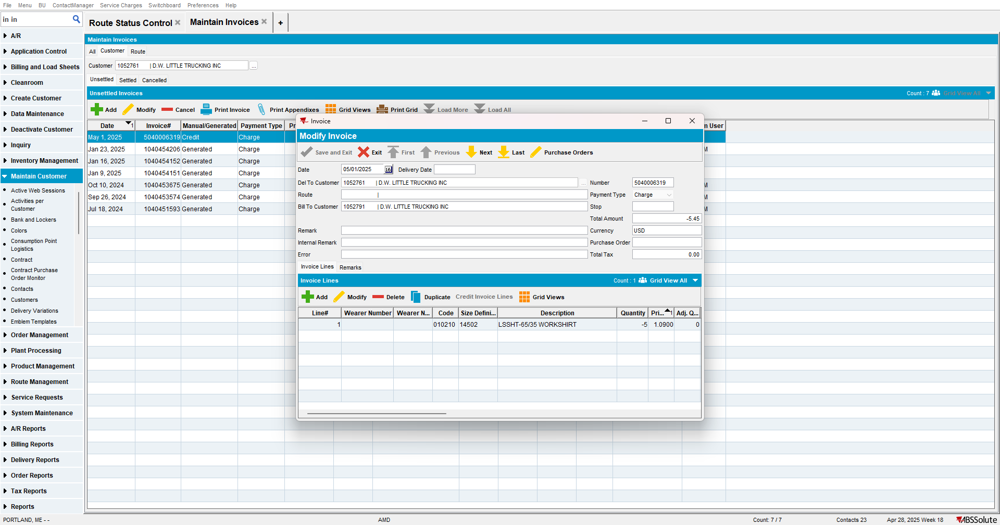 File Menu BU ContactManager Service Charges Switchboard Preferences Help
in in
Route Status Control
Maintain Invoices
+
A/R
Application Control
Billing and Load Sheets
Cleanroom
Create Customer
Data Maintenance
Deactivate Customer
Inquiry
Inventory Management
Maintain Customer
Active Web Sessions
Activities per
Customer
Bank and Lockers
Colors
Consumption Point
Logistics
Contract
Contract Purchase
Order Monitor
Contacts
Customers
Delivery Variations
Emblem Templates
Order Management
Plant Processing
Product Management
Route Management
Service Requests
System Maintenance
A/R Reports
Billing Reports
Delivery Reports
Order Reports
Tax Reports
Reports
Maintain Invoices
All Customer Route
Customer 1052761 | D.W. LITTLE TRUCKING INC ...
Unsettled Settled Cancelled
Unsettled Invoices Count : 7 Grid View All
Add Modify Cancel Print Invoice Print Appendixes Grid Views Print Grid Load More Load All
Date 1 Invoice# Manual/Generated Payment Type Pr m User
May 1, 2025 5040006319 Credit Charge
Jan 23, 2025 1040454206 Generated Charge M
Jan 16, 2025 1040454152 Generated Charge M
Jan 9, 2025 1040454151 Generated Charge
Oct 10, 2024 1040453675 Generated Charge M
Sep 26, 2024 1040453574 Generated Charge M
Jul 18, 2024 1040451593 Generated Charge M
Invoice
Modify Invoice
Save and Exit Exit First Previous Next Last Purchase Orders
Date 05/01/2025 16 Delivery Date
Del To Customer 1052761 | D.W. LITTLE TRUCKING INC ... Number 5040006319
Route | Payment Type Charge
Bill To Customer 1052791 | D.W. LITTLE TRUCKING INC Stop
Total Amount -5.45
Remark Currency USD
Internal Remark Purchase Order
Error Total Tax 0.00
Invoice Lines Remarks
Invoice Lines Count : 1 Grid View All
Add Modify Delete Duplicate Credit Invoice Lines Grid Views
Line# Wearer Number Wearer N... Code Size Defini... Description Quantity Pri... 1 Adj. Q...
1 010210 14502 LSSHT-65/35 WORKSHIRT -5 1.0900 0
PORTLAND, ME - - AMD Count: 7 / 7 Contacts 23 Apr 28, 2025 Week 18 ABSSolute